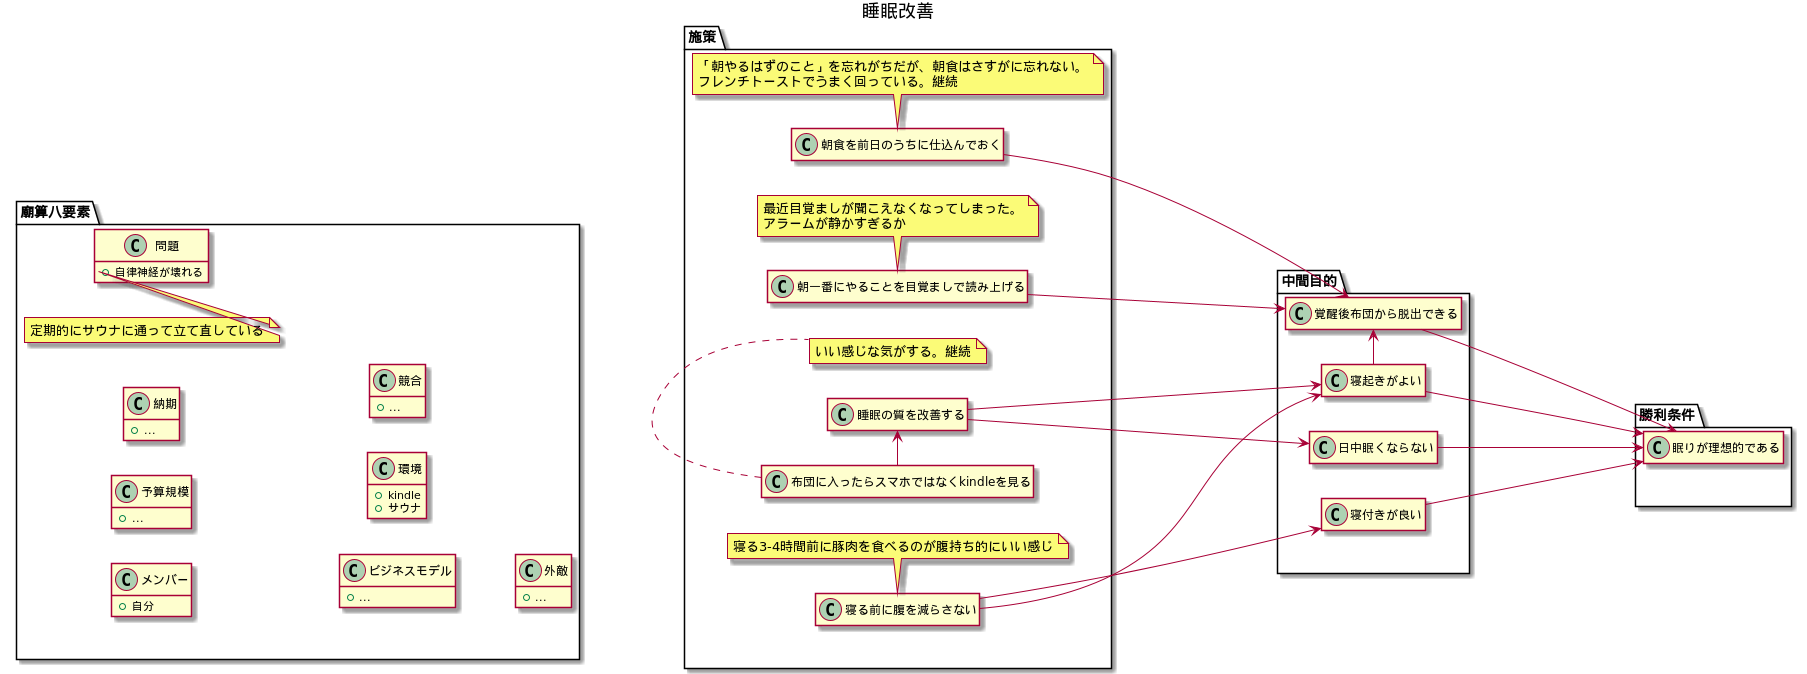 睡眠改善
廟算八要素
C 問題
自律神経が壊れる
定期的にサウナに通って立て直している
C 納期
...
C 予算規模
...
C メンバー
自分
C 競合
...
C 環境
kindle
サウナ
C ビジネスモデル
...
C 外敵
...
施策
「朝やるはずのこと」を忘れがちだが、朝食はさすがに忘れない。
フレンチトーストでうまく回っている。継続
C 朝食を前日のうちに仕込んでおく
最近目覚ましが聞こえなくなってしまった。
アラームが静かすぎるか
C 朝一番にやることを目覚ましで読み上げる
いい感じな気がする。継続
C 睡眠の質を改善する
C 布団に入ったらスマホではなくkindleを見る
寝る3-4時間前に豚肉を食べるのが腹持ち的にいい感じ
C 寝る前に腹を減らさない
中間目的
C 覚醒後布団から脱出できる
C 寝起きがよい
C 日中眠くならない
C 寝付きが良い
勝利条件
C 眠りが理想的である